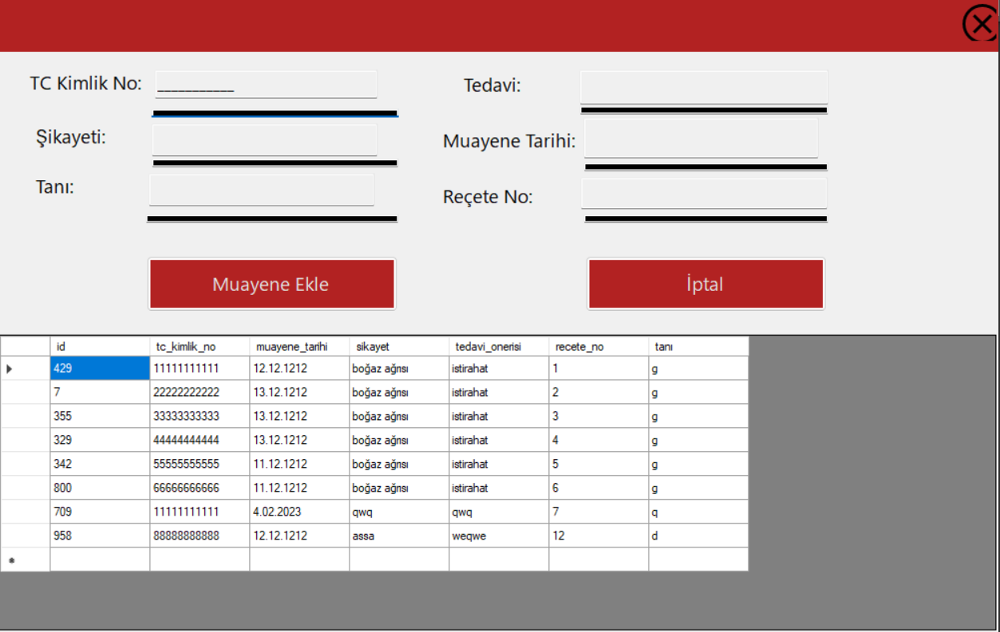 TC Kimlik No: ___________ Tedavi:
Şikayeti: Muayene Tarihi:
Tanı: Reçete No:
Muayene Ekle İptal
id tc_kimlik_no muayene_tarihi sikayet tedavi_onerisi recete_no tanı
429 11111111111 12.12.1212 boğaz ağrısı istirahat 1 g
7 22222222222 13.12.1212 boğaz ağrısı istirahat 2 g
355 33333333333 13.12.1212 boğaz ağrısı istirahat 3 g
329 44444444444 13.12.1212 boğaz ağrısı istirahat 4 g
342 55555555555 11.12.1212 boğaz ağrısı istirahat 5 g
800 66666666666 11.12.1212 boğaz ağrısı istirahat 6 g
709 11111111111 4.02.2023 qwq qwq 7 q
958 88888888888 12.12.1212 assa weqwe 12 d